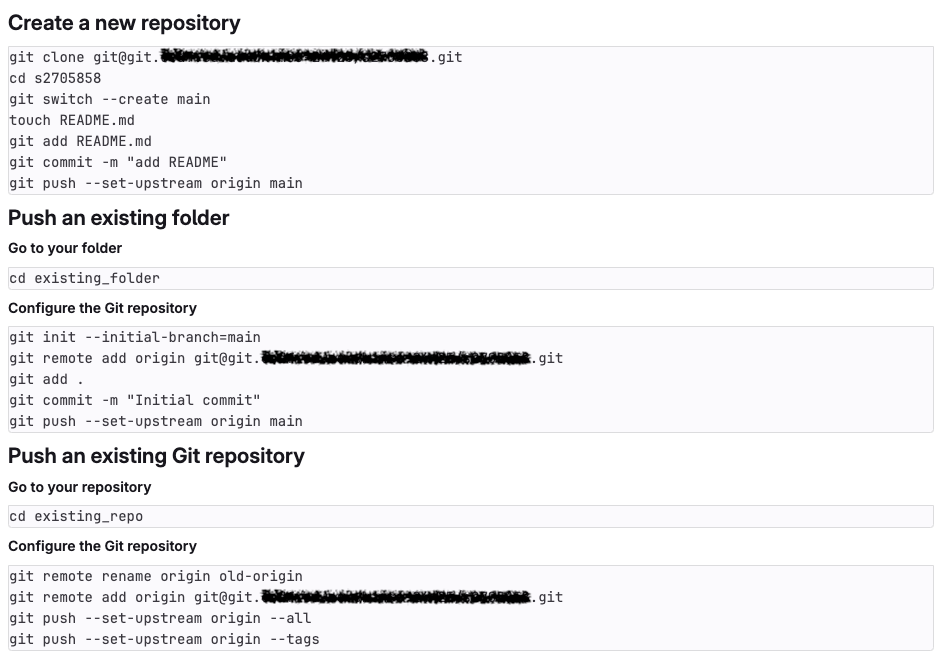 Create a new repository
git clone git@git. .git
cd s2705858
git switch --create main
touch README.md
git add README.md
git commit -m "add README"
git push --set-upstream origin main
Push an existing folder
Go to your folder
cd existing_folder
Configure the Git repository
git init --initial-branch=main
git remote add origin git@git. .git
git add .
git commit -m "Initial commit"
git push --set-upstream origin main
Push an existing Git repository
Go to your repository
cd existing_repo
Configure the Git repository
git remote rename origin old-origin
git remote add origin git@git. .git
git push --set-upstream origin --all
git push --set-upstream origin --tags